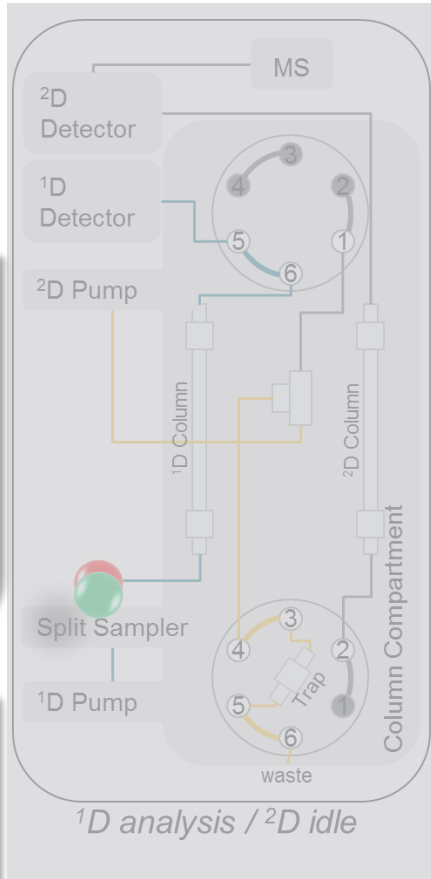 MS
²D
Detector
¹D
Detector
²D Pump
3
4
2
5
1
6
¹D Column
²D Column
Split Sampler
¹D Pump
3
4
2
Trap
5
1
6
waste
Column Compartment
¹D analysis / ²D idle